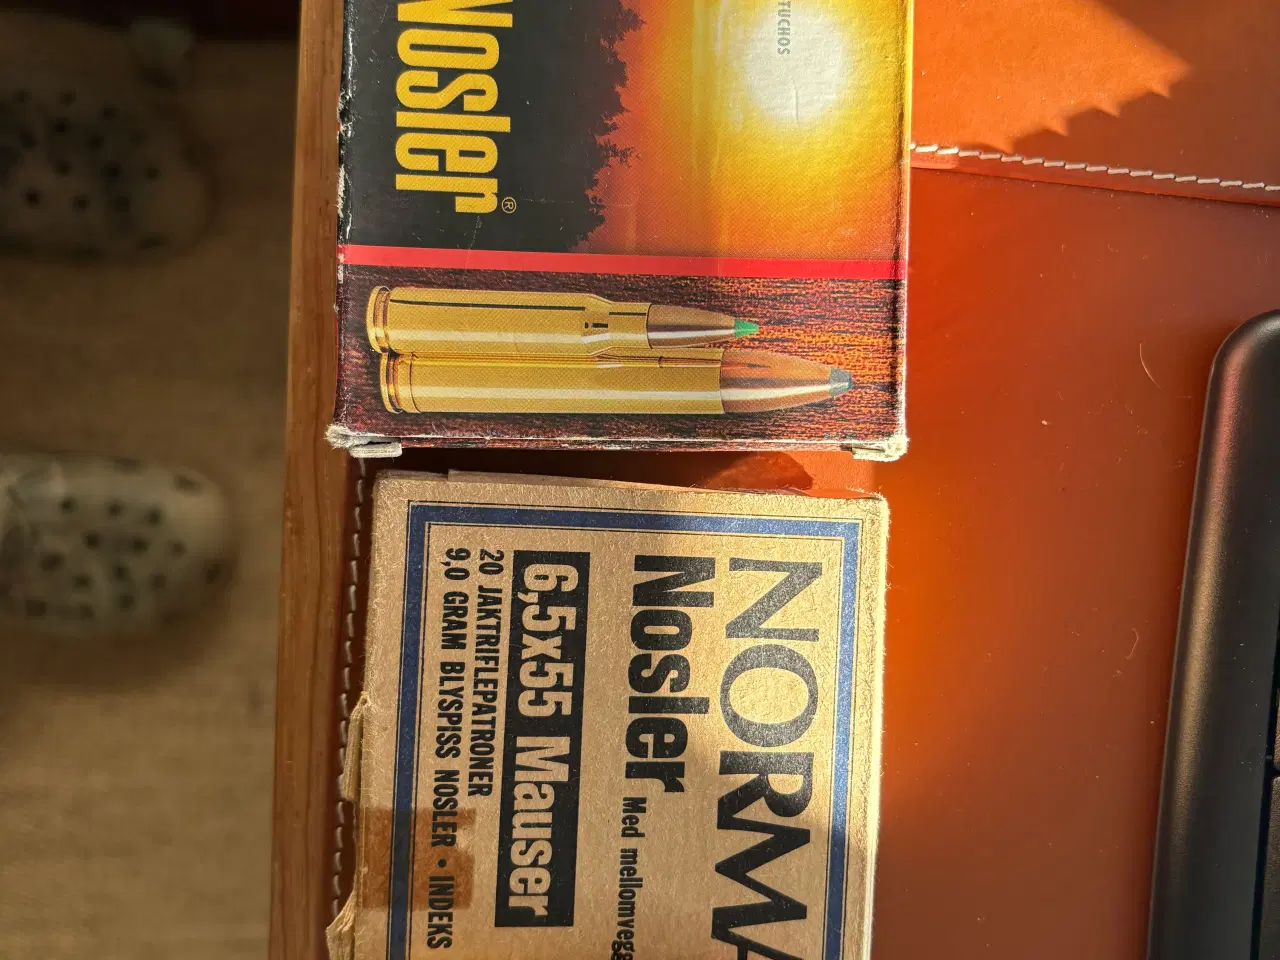 TUCHOS
Nosler®
NORMA
Nosler Med mellomvegg
6,5x55 Mauser
20 JAKTRIFLEPATRONER
9,0 GRAM BLYSPISS NOSLER • INDEKS